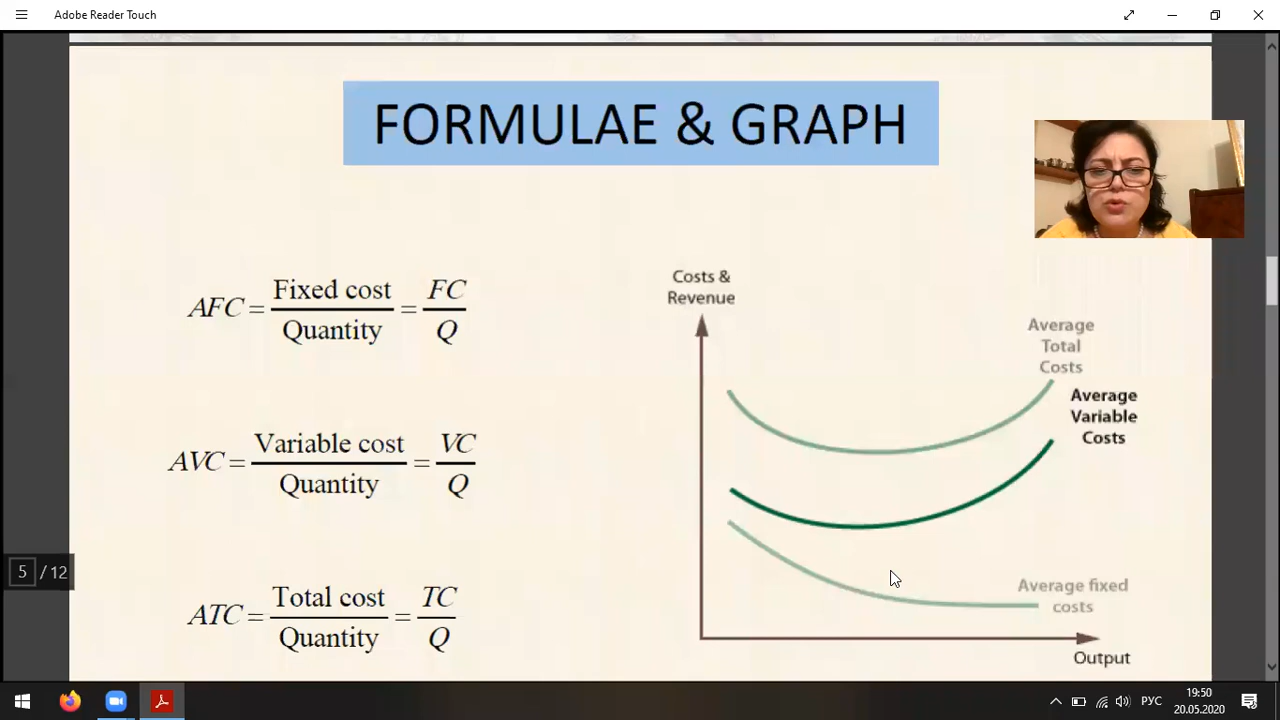 Adobe Reader Touch
FORMULAE & GRAPH
AFC = Fixed cost / Quantity = FC / Q
AVC = Variable cost / Quantity = VC / Q
ATC = Total cost / Quantity = TC / Q
Costs &
Revenue
Average
Total
Costs
Average
Variable
Costs
Average fixed
costs
Output
5 / 12
РУС
19:50
20.05.2020